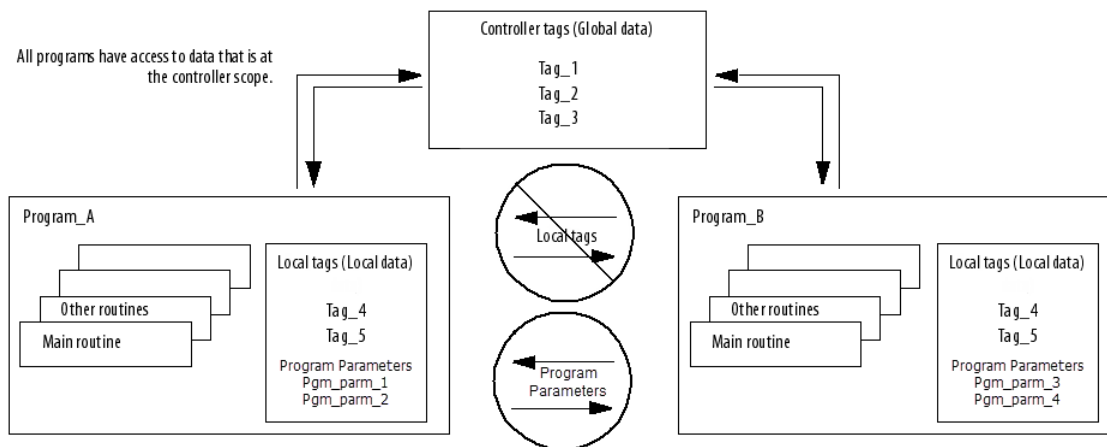 Controller tags (Global data)
Tag_1
Tag_2
Tag_3
All programs have access to data that is at
the controller scope.
Program_A
Other routines
Main routine
Local tags (Local data)
Tag_4
Tag_5
Program Parameters
Pgm_parm_1
Pgm_parm_2
Local tags
Program
Parameters
Program_B
Other routines
Main routine
Local tags (Local data)
Tag_4
Tag_5
Program Parameters
Pgm_parm_3
Pgm_parm_4